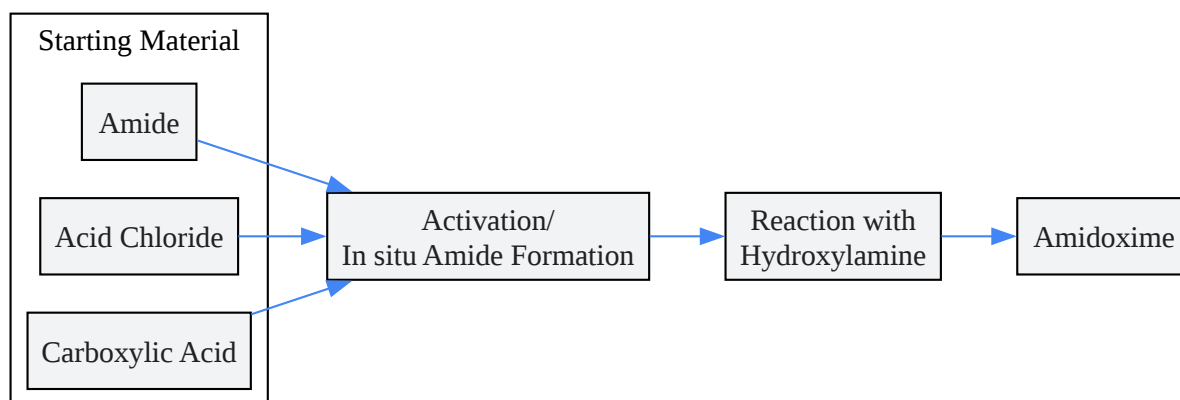 Starting Material
Amide
Acid Chloride
Carboxylic Acid
Activation/
In situ Amide Formation
Reaction with
Hydroxylamine
Amidoxime